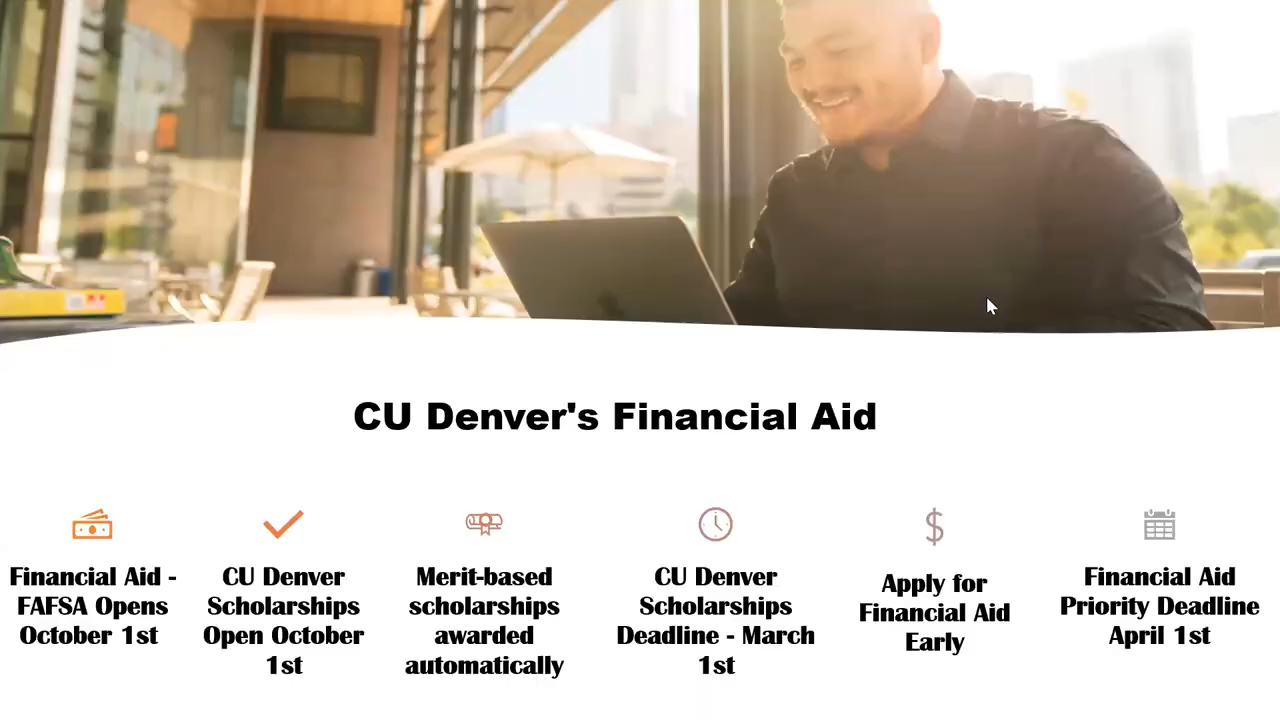 CU Denver's Financial Aid
Financial Aid -
FAFSA Opens
October 1st
CU Denver
Scholarships
Open October
1st
Merit-based
scholarships
awarded
automatically
CU Denver
Scholarships
Deadline - March
1st
Apply for
Financial Aid
Early
Financial Aid
Priority Deadline
April 1st